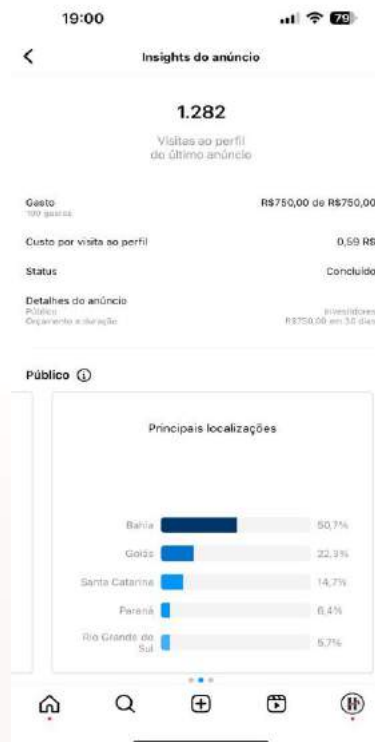 19:00
79
Insights do anúncio
1.282
Visitas ao perfil
do último anúncio
Gasto
R$750,00 de R$750,00
100 gastos
Custo por visita ao perfil
0,59 R$
Status
Concluído
Detalhes do anúncio
Público
Investidores
Orçamento e duração
R$750,00 em 30 dias
Público
Principais localizações
Bahia
50,7%
Goiás
22,3%
Santa Catarina
14,7%
Paraná
6,4%
Rio Grande do
Sul
5,7%